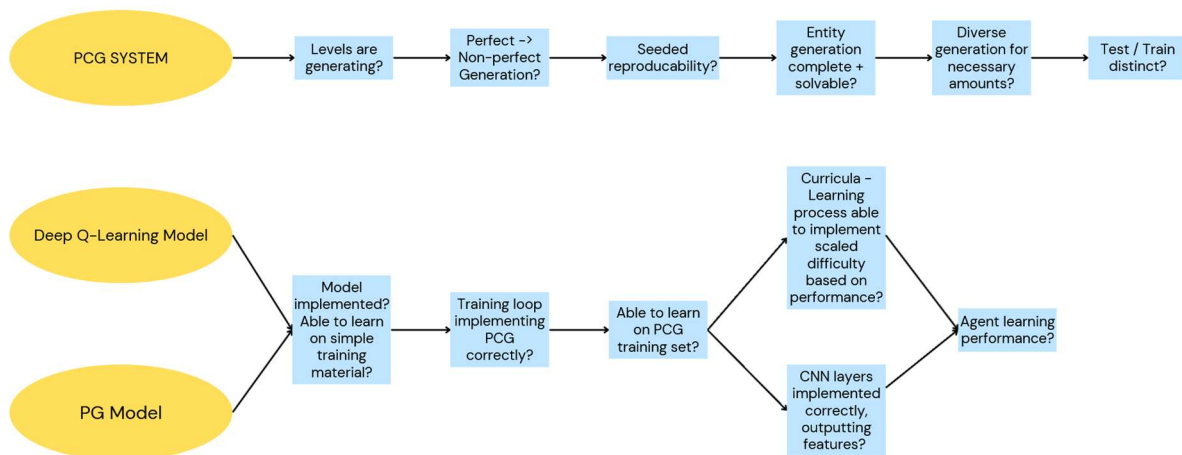 PCG SYSTEM
Levels are
generating?
Perfect ->
Non-perfect
Generation?
Seeded
reproducability?
Entity
generation
complete +
solvable?
Diverse
generation for
necessary
amounts?
Test / Train
distinct?
Deep Q-Learning Model
PG Model
Model
implemented?
Able to learn
on simple
training
material?
Training loop
implementing
PCG
correctly?
Able to learn
on PCG
training set?
Curricula -
Learning
process able
to implement
scaled
difficulty
based on
performance?
CNN layers
implemented
correctly,
outputting
features?
Agent learning
performance?